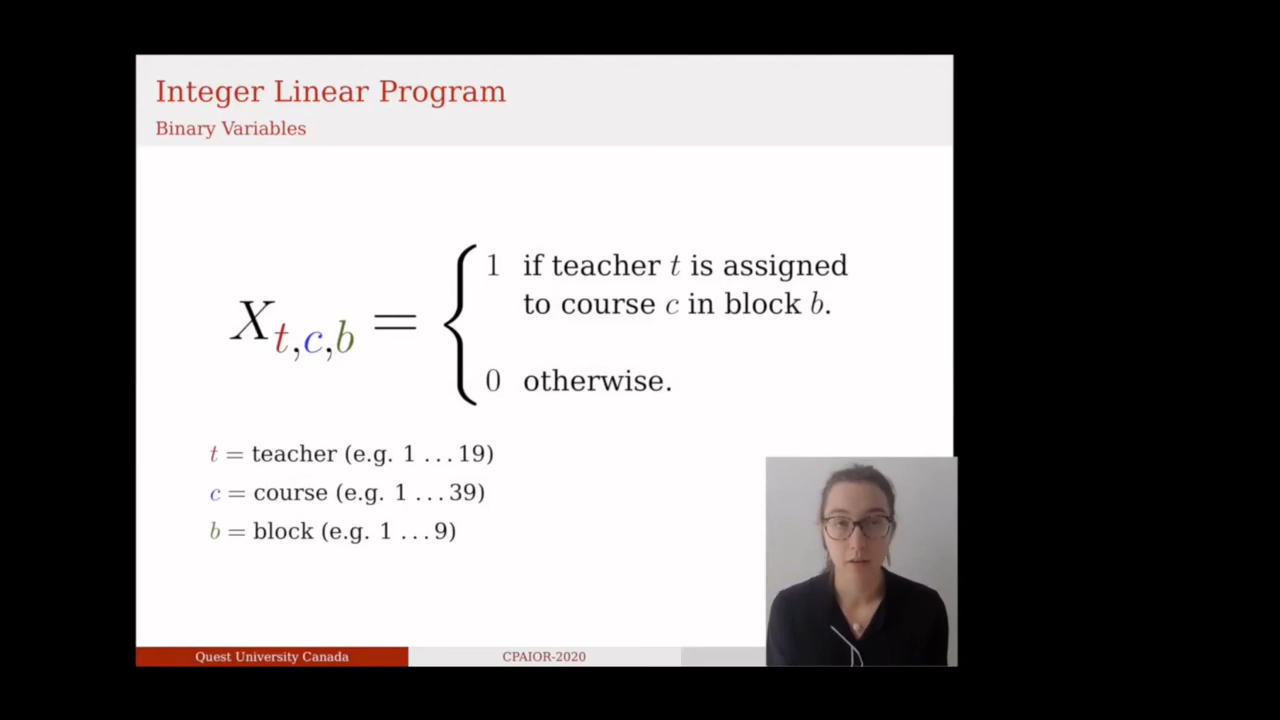 Integer Linear Program
Binary Variables
1 if teacher t is assigned
to course c in block b.
X_{t,c,b} = {
0 otherwise.
t = teacher (e.g. 1 ... 19)
c = course (e.g. 1 ... 39)
b = block (e.g. 1 ... 9)
Quest University Canada
CPAIOR-2020